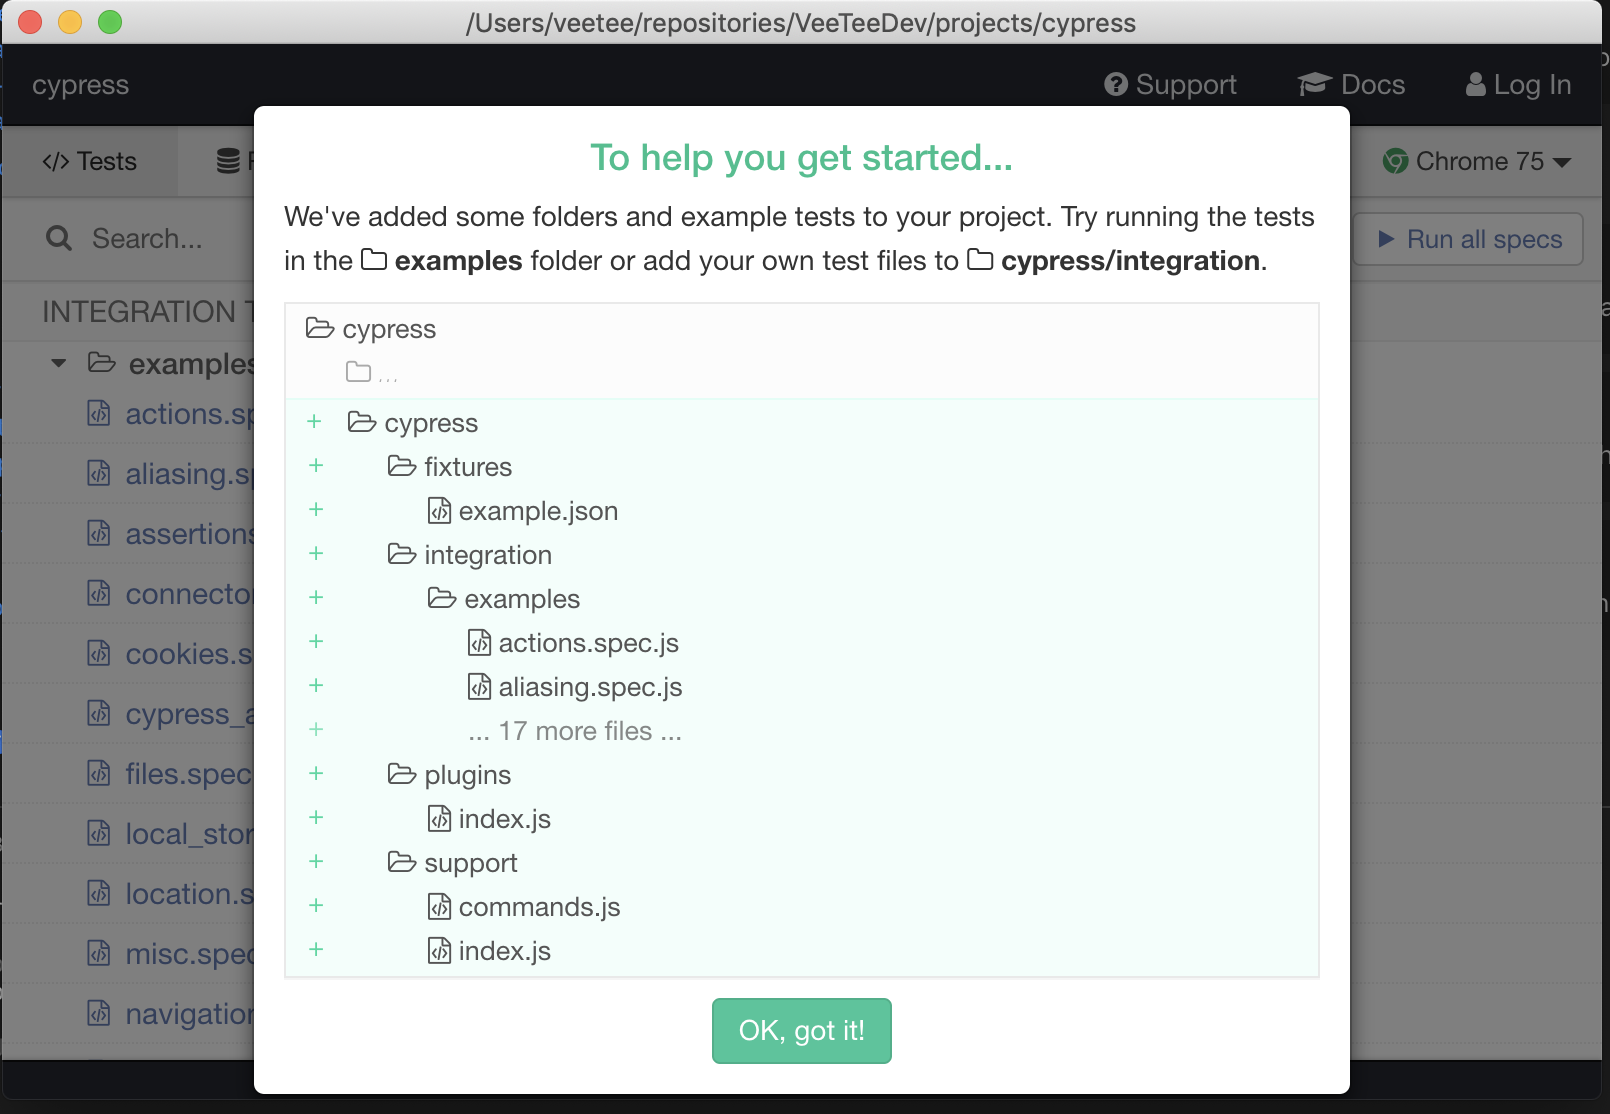 /Users/veetee/repositories/VeeTeeDev/projects/cypress
cypress
Support
Docs
Log In
</> Tests
Chrome 75
Search...
Run all specs
INTEGRATION
examples
actions.sp
aliasing.sp
assertions
connector
cookies.s
cypress_a
files.spec
local_stor
location.s
misc.spec
navigation
To help you get started...
We've added some folders and example tests to your project. Try running the tests
in the examples folder or add your own test files to cypress/integration.
cypress
...
+ cypress
+ fixtures
+ example.json
+ integration
+ examples
+ actions.spec.js
+ aliasing.spec.js
+ ... 17 more files ...
+ plugins
+ index.js
+ support
+ commands.js
+ index.js
OK, got it!